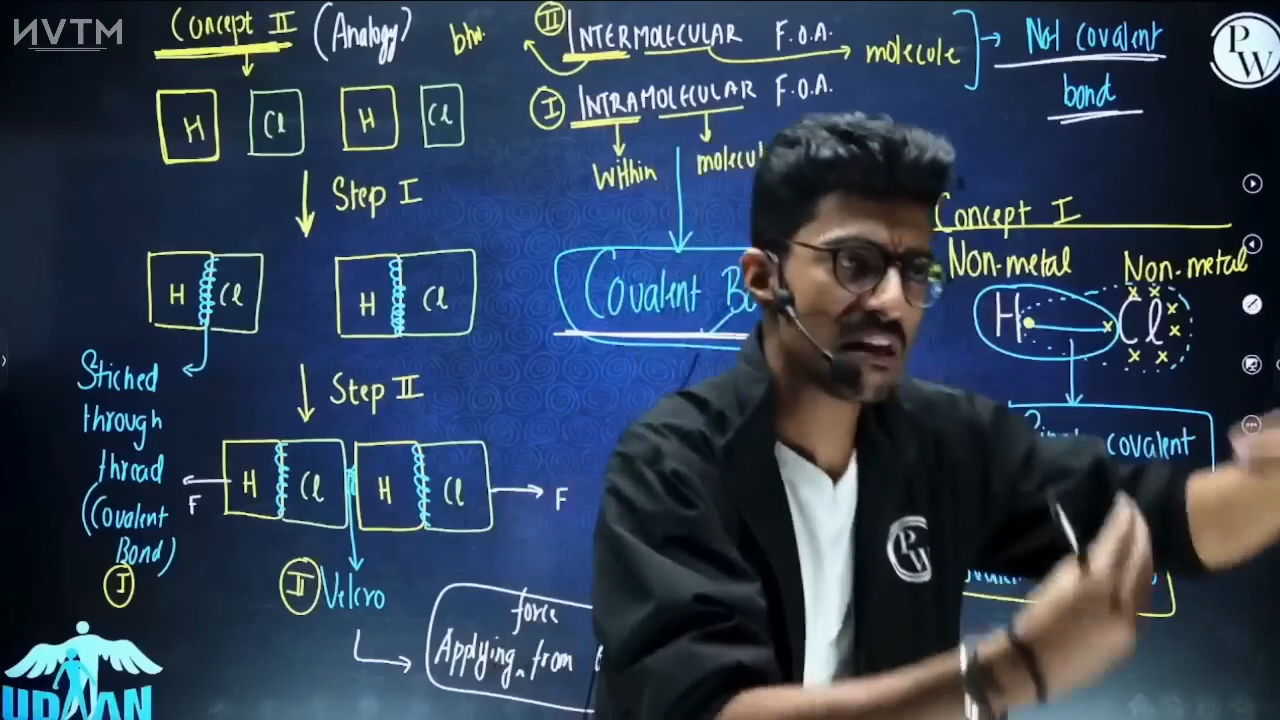 NVTM
Concept II (Analogy)
btw.
II INTERMOLECULAR F.O.A.
molecule
Not covalent
bond
PW
H Cl H Cl
I INTRAMOLECULAR F.O.A.
Within
Step I
Covalent
Concept I
Non-metal Non-metal
H Cl
H Cl H Cl
Stiched
through
thread
(Covalent
Bond)
I
Step II
covalent
F H Cl H Cl F
II Velcro
force
Applying from
PW
UDAAN